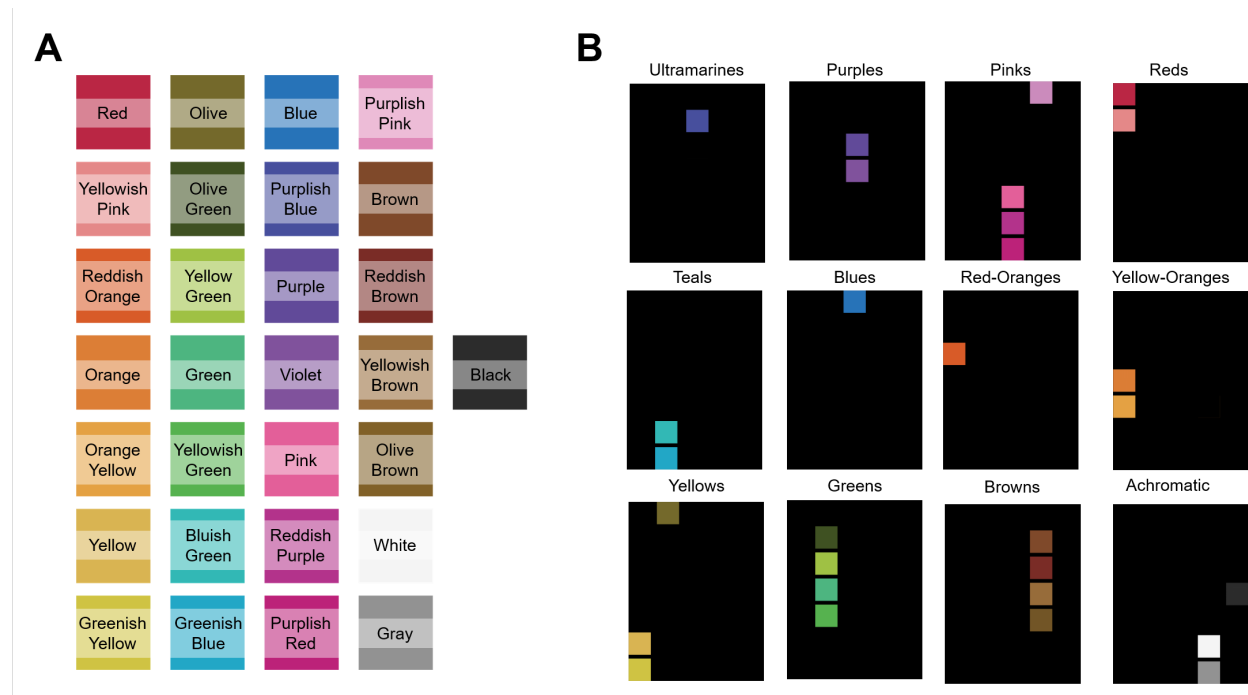 A
Red
Olive
Blue
Purplish
Pink
Yellowish
Pink
Olive
Green
Purplish
Blue
Brown
Reddish
Orange
Yellow
Green
Purple
Reddish
Brown
Orange
Green
Violet
Yellowish
Brown
Black
Orange
Yellow
Yellowish
Green
Pink
Olive
Brown
Yellow
Bluish
Green
Reddish
Purple
White
Greenish
Yellow
Greenish
Blue
Purplish
Red
Gray
B
Ultramarines
Purples
Pinks
Reds
Teals
Blues
Red-Oranges
Yellow-Oranges
Yellows
Greens
Browns
Achromatic